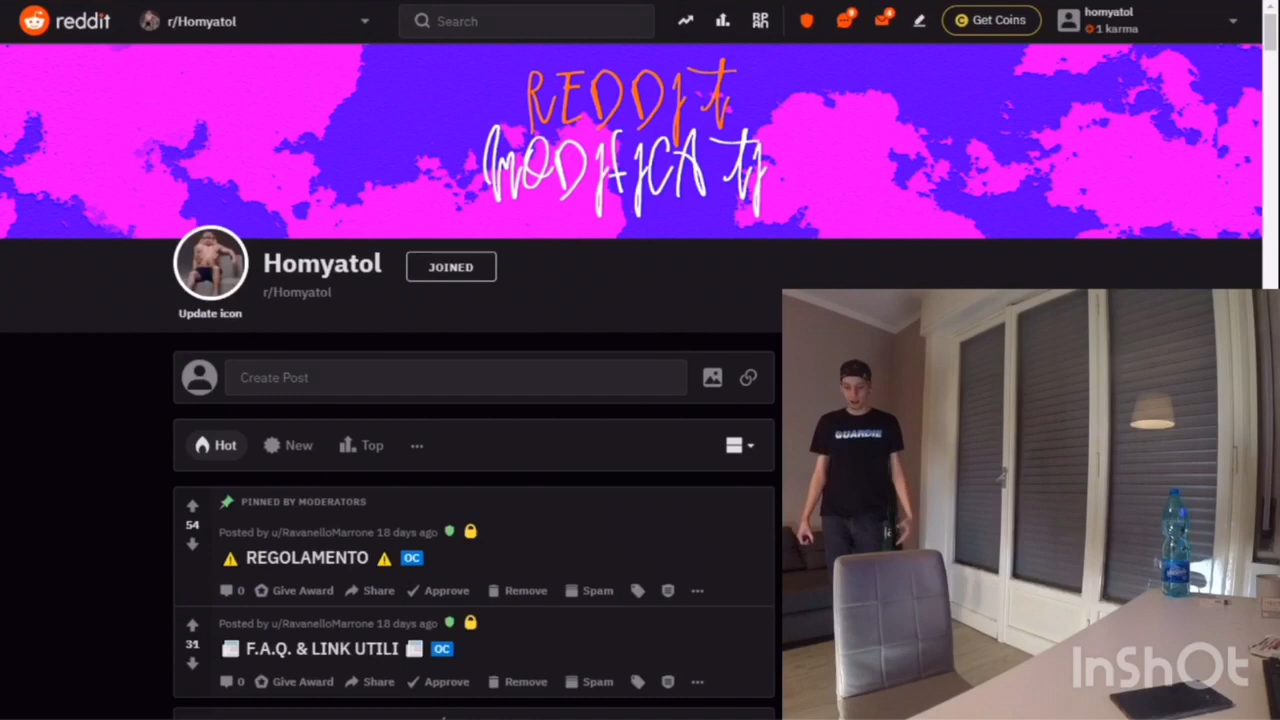 reddit
r/Homyatol
Search
9
4
Get Coins
homyatol
1 karma
REDDIT
MODIFICATI
Homyatol
JOINED
r/Homyatol
Update icon
Create Post
Hot
New
Top
PINNED BY MODERATORS
54
Posted by u/RavanelloMarrone 18 days ago
REGOLAMENTO
OC
0
Give Award
Share
Approve
Remove
Spam
Posted by u/RavanelloMarrone 18 days ago
31
F.A.Q. & LINK UTILI
OC
0
Give Award
Share
Approve
Remove
Spam
GUARDIE
InShOt